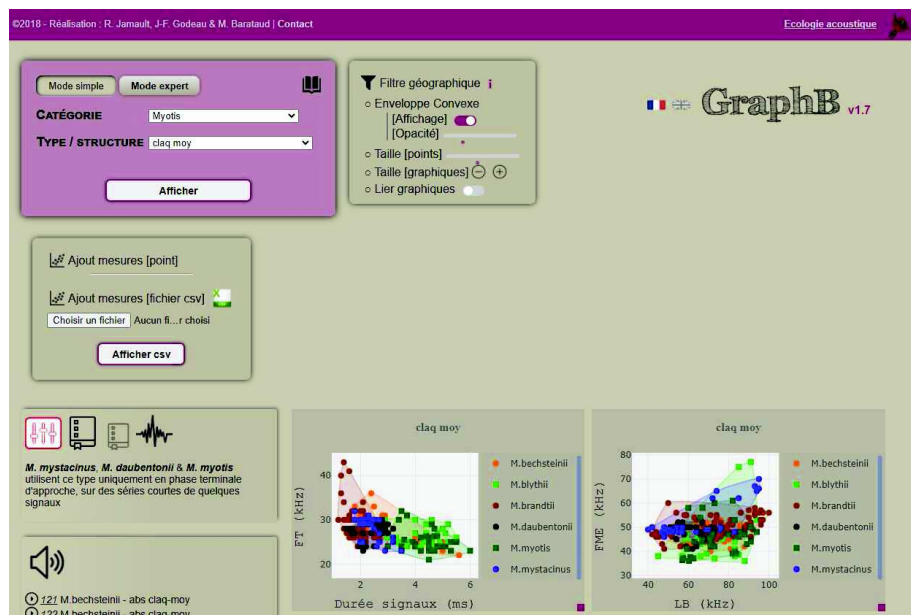 ©2018 - Réalisation : R. Jamault, J-F. Godeau & M. Barataud | Contact
Ecologie acoustique
Mode simple
Mode expert
CATÉGORIE
Myotis
TYPE / STRUCTURE
claq moy
Afficher
Filtre géographique i
Enveloppe Convexe
[Affichage]
[Opacité]
Taille [points]
Taille [graphiques]
Lier graphiques
GraphB v1.7
Ajout mesures [point]
Ajout mesures [fichier csv]
Choisir un fichier Aucun fi...r choisi
Afficher csv
M. mystacinus, M. daubentonii & M. myotis
utilisent ce type uniquement en phase terminale
d'approche, sur des séries courtes de quelques
signaux
121 M.bechsteinii - abs claq-moy
122 M.bechsteinii - abs claq-moy
claq moy
FT (kHz)
40
30
20
2 4 6
Durée signaux (ms)
M.bechsteinii
M.blythii
M.brandtii
M.daubentonii
M.myotis
M.mystacinus
claq moy
FME (kHz)
80
70
60
50
40
30
40 60 80 100
LB (kHz)
M.bechsteinii
M.blythii
M.brandtii
M.daubentonii
M.myotis
M.mystacinus